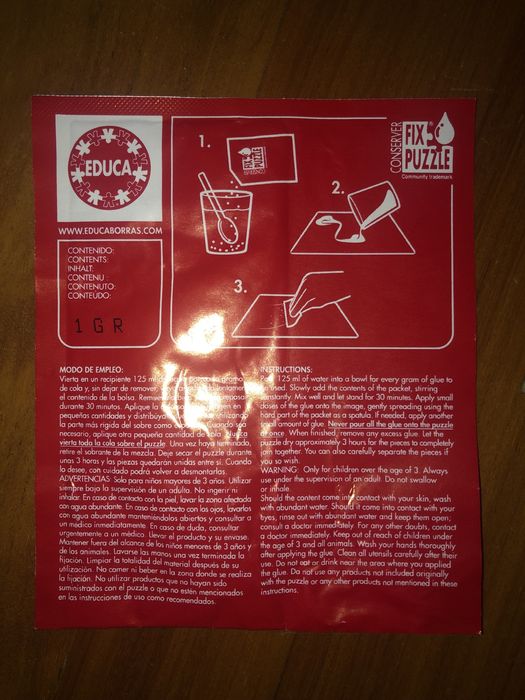 EDUCA
WWW.EDUCABORRAS.COM
CONTENIDO:
CONTENTS:
INHALT:
CONTENU:
CONTENUTO:
CONTEUDO:
1 G R
1.
FIX
PUZZLE
2.
3.
CONSERVER
FIX
PUZZLE
®
Community trademark
MODO DE EMPLEO:
Vierta en un recipiente 125 ml
de cola y, sin dejar de remover,
el contenido de la bolsa.
durante 30 minutos. Aplique en
pequeñas cantidades y
la parte más rígida del sobre como
necesario, aplique otra pequeña cantidad de
vierta toda la cola sobre el puzzle. Una vez haya terminado,
retire el sobrante de la mezcla. Deje secar el puzzle durante
unas 3 horas y las piezas quedarán unidas entre sí. Cuando
lo desee, con cuidado podrá volver a desmontarlas.
ADVERTENCIAS: Solo para niños mayores de 3 años. Utilizar
siempre bajo la supervisión de un adulto. No ingerir ni
inhalar. En caso de contacto con la piel, lavar la zona afectada
con agua abundante. En caso de contacto con los ojos, lavarlos
con agua abundante manteniéndolos abiertos y consultar a
un médico inmediatamente. En caso de duda, consultar
urgentemente a un médico. Llevar el producto y su envase.
Mantener fuera del alcance de los niños menores de 3 años y
de los animales. Lavarse las manos una vez terminada la
fijación. Limpiar la totalidad del material después de su
utilización. No comer ni beber en la zona donde se realiza
la fijación. No utilizar productos que no hayan sido
suministrados con el puzzle o que no estén mencionados
en las instrucciones de uso como recomendados.
INSTRUCTIONS:
125 ml of water into a bowl for every gram of glue to
used. Slowly add the contents of the packet, stirring
constantly. Mix well and let stand for 30 minutes. Apply small
doses of the glue onto the image, gently spreading using the
hard part of the packet as a spatula. If needed, apply another
small amount of glue. Never pour all the glue onto the puzzle
at once. When finished, remove any excess glue. Let the
puzzle dry approximately 3 hours for the pieces to completely
join together. You can also carefully separate the pieces if
you so wish.
WARNING: Only for children over the age of 3. Always
use under the supervision of an adult. Do not swallow
or inhale.
Should the content come into contact with your skin, wash
with abundant water. Should it come into contact with your
eyes, rinse out with abundant water and keep them open;
consult a doctor immediately. For any other doubts, contact
a doctor immediately. Keep out of reach of children under
the age of 3 and all animals. Wash your hands thoroughly
after applying the glue. Clean all utensils carefully after their
use. Do not eat or drink near the area where you applied
the glue. Do not use any products not included originally
with the puzzle or any other products not mentioned in these
instructions.